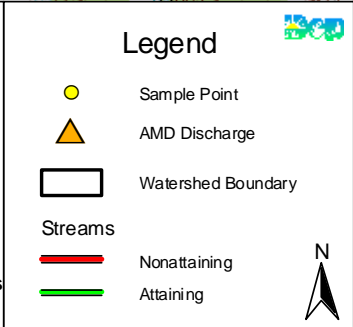 Legend
Sample Point
AMD Discharge
Watershed Boundary
Streams
Nonattaining
Attaining
N